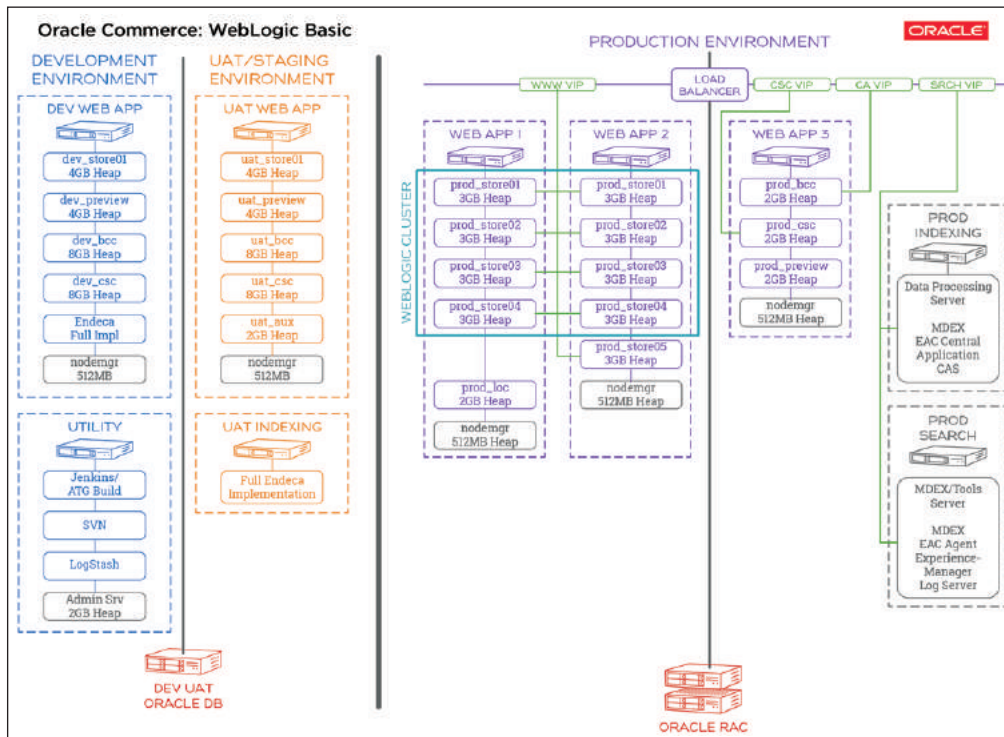 Oracle Commerce: WebLogic Basic
ORACLE
DEVELOPMENT
ENVIRONMENT
DEV WEB APP
dev_store01
4GB Heap
dev_preview
4GB Heap
dev_bcc
8GB Heap
dev_csc
8GB Heap
Endeca
Full Impl
nodemgr
512MB
UTILITY
Jenkins/
ATG Build
SVN
LogStash
Admin Srv
2GB Heap
UAT/STAGING
ENVIRONMENT
UAT WEB APP
uat_store01
4GB Heap
uat_preview
4GB Heap
uat_bcc
8GB Heap
uat_csc
8GB Heap
uat_aux
2GB Heap
nodemgr
512MB
UAT INDEXING
Full Endeca
Implementation
DEV UAT
ORACLE DB
PRODUCTION ENVIRONMENT
WWW VIP
LOAD
BALANCER
CSC VIP
CA VIP
SRCH VIP
WEBLOGIC CLUSTER
WEB APP 1
prod_store01
3GB Heap
prod_store02
3GB Heap
prod_store03
3GB Heap
prod_store04
3GB Heap
prod_loc
2GB Heap
nodemgr
512MB Heap
WEB APP 2
prod_store01
3GB Heap
prod_store02
3GB Heap
prod_store03
3GB Heap
prod_store04
3GB Heap
prod_store05
3GB Heap
nodemgr
512MB Heap
WEB APP 3
prod_bcc
2GB Heap
prod_csc
2GB Heap
prod_preview
2GB Heap
nodemgr
512MB Heap
PROD
INDEXING
Data Processing
Server
MDEX
EAC Central
Application
CAS
PROD
SEARCH
MDEX/Tools
Server
MDEX
EAC Agent
Experience-
Manager
Log Server
ORACLE RAC